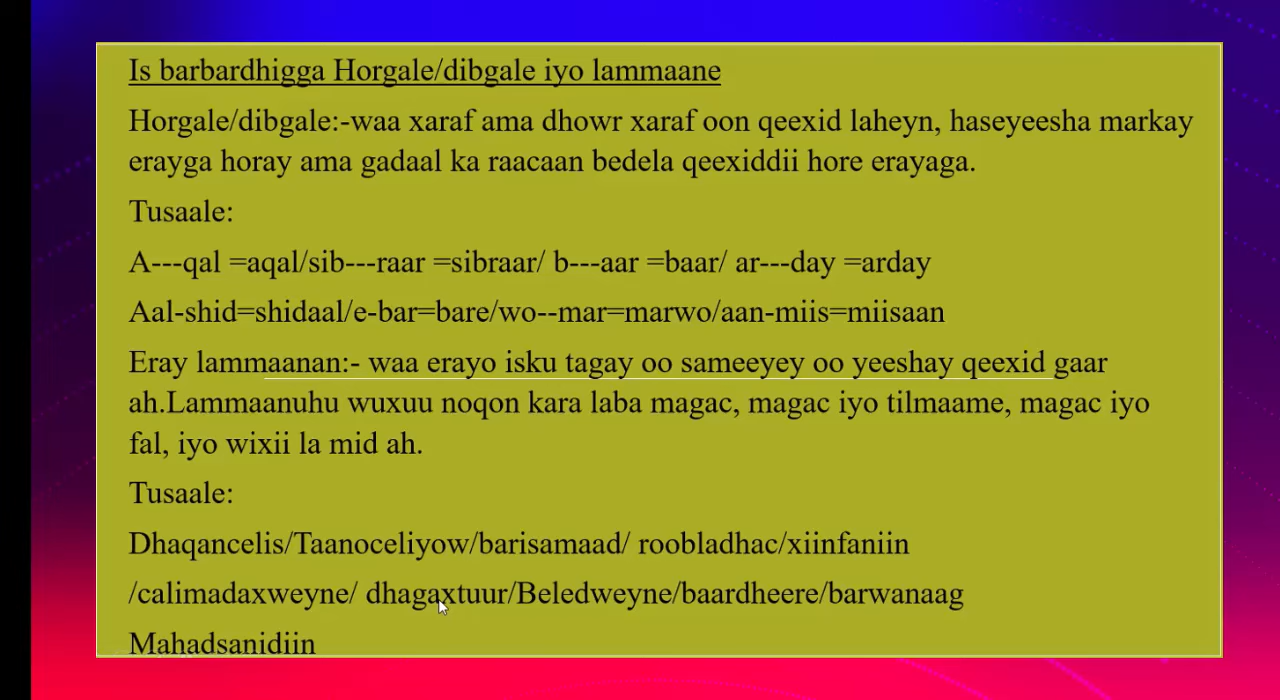 Is barbardhigga Horgale/dibgale iyo lammaane
Horgale/dibgale:-waa xaraf ama dhowr xaraf oon qeexid laheyn, haseyeesha markay
erayga horay ama gadaal ka raacaan bedela qeexiddii hore erayaga.
Tusaale:
A---qal =aqal/sib---raar =sibraar/ b---aar =baar/ ar---day =arday
Aal-shid=shidaal/e-bar=bare/wo--mar=marwo/aan-miis=miisaan
Eray lammaanan:- waa erayo isku tagay oo sameeyey oo yeeshay qeexid gaar
ah.Lammaanuhu wuxuu noqon kara laba magac, magac iyo tilmaame, magac iyo
fal, iyo wixii la mid ah.
Tusaale:
Dhaqancelis/Taanoceliyow/barisamaad/ roobladhac/xiinfaniin
/calimadaxweyne/ dhagaxtuur/Beledweyne/baardheere/barwanaag
Mahadsanidiin